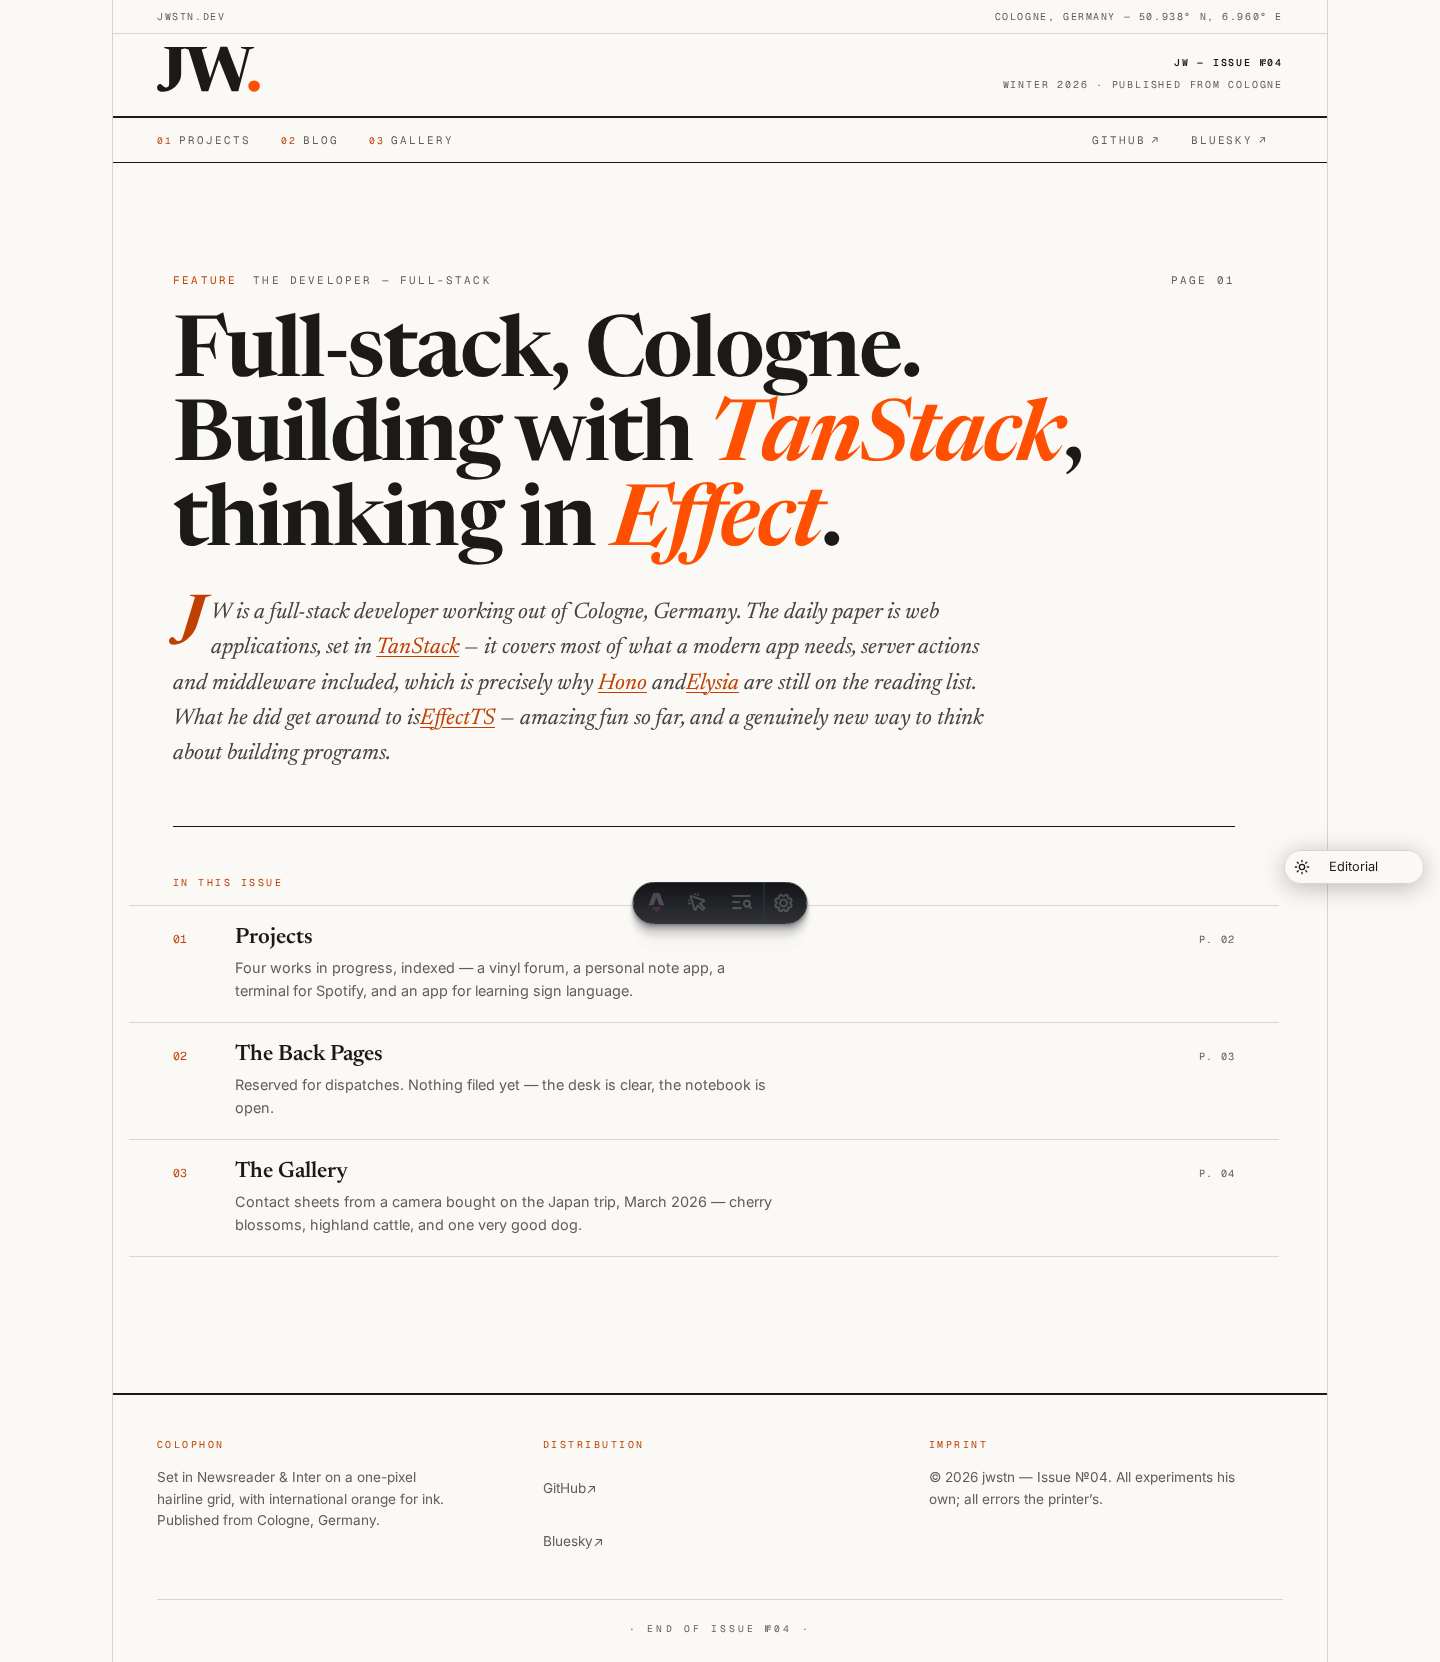 JWSTN.DEV
COLOGNE, GERMANY — 50.938° N, 6.960° E
JW.
JW — ISSUE №04
WINTER 2026 · PUBLISHED FROM COLOGNE
01 PROJECTS 02 BLOG 03 GALLERY
GITHUB ↗ BLUESKY ↗
FEATURE THE DEVELOPER — FULL-STACK
PAGE 01
Full-stack, Cologne.
Building with TanStack,
thinking in Effect.
JW is a full-stack developer working out of Cologne, Germany. The daily paper is web
applications, set in TanStack — it covers most of what a modern app needs, server actions
and middleware included, which is precisely why Hono andElysia are still on the reading list.
What he did get around to isEffectTS — amazing fun so far, and a genuinely new way to think
about building programs.
Editorial
IN THIS ISSUE
01 Projects P. 02
Four works in progress, indexed — a vinyl forum, a personal note app, a
terminal for Spotify, and an app for learning sign language.
02 The Back Pages P. 03
Reserved for dispatches. Nothing filed yet — the desk is clear, the notebook is
open.
03 The Gallery P. 04
Contact sheets from a camera bought on the Japan trip, March 2026 — cherry
blossoms, highland cattle, and one very good dog.
COLOPHON
Set in Newsreader & Inter on a one-pixel
hairline grid, with international orange for ink.
Published from Cologne, Germany.
DISTRIBUTION
GitHub↗
Bluesky↗
IMPRINT
© 2026 jwstn — Issue №04. All experiments his
own; all errors the printer’s.
· END OF ISSUE №04 ·